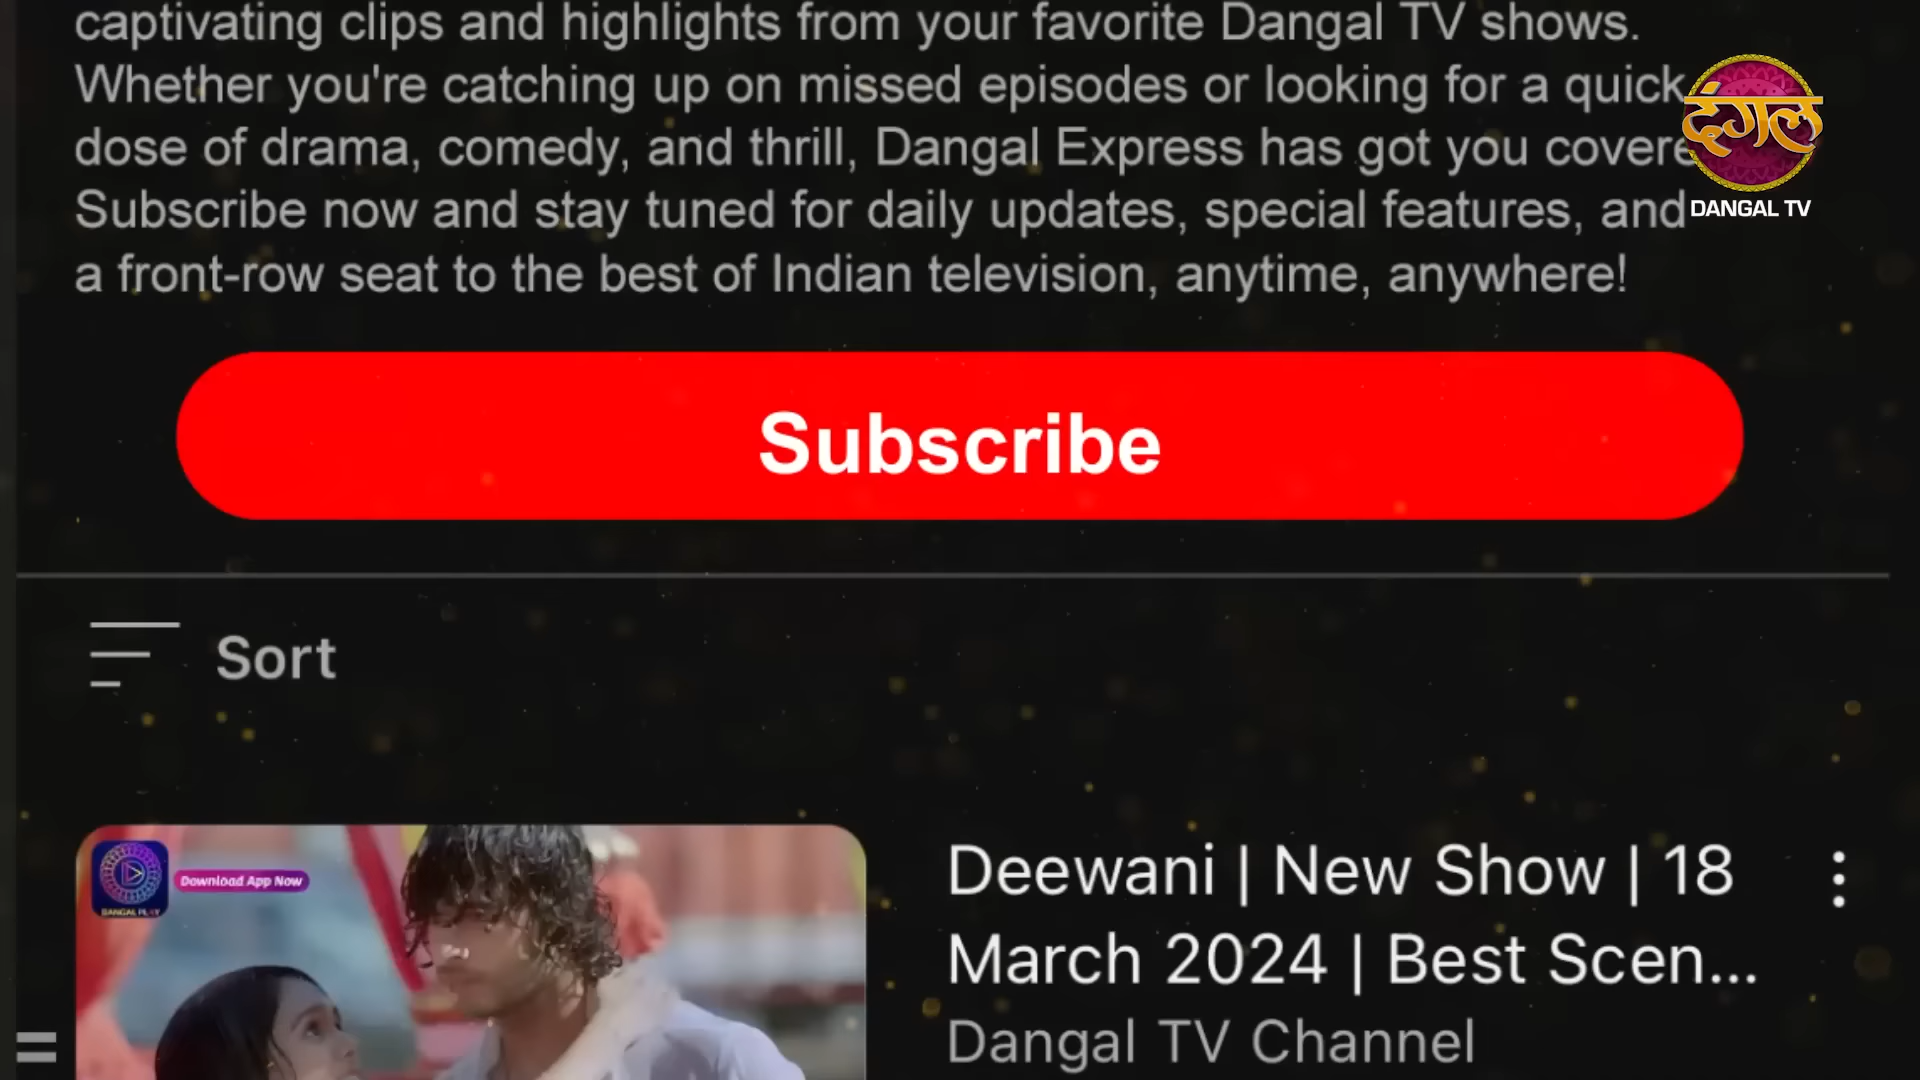 captivating clips and highlights from your favorite Dangal TV shows.
Whether you're catching up on missed episodes or looking for a quick
dose of drama, comedy, and thrill, Dangal Express has got you covere
Subscribe now and stay tuned for daily updates, special features, and
a front-row seat to the best of Indian television, anytime, anywhere!
दंगल
DANGAL TV
Subscribe
Sort
Download App Now
DANGAL PLAY
Deewani | New Show | 18
March 2024 | Best Scen...
Dangal TV Channel